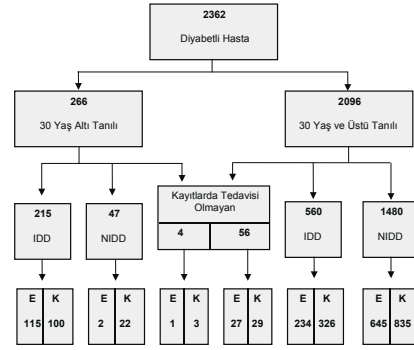 2362
Diyabetli Hasta
266
30 Yaş Altı Tanılı
2096
30 Yaş ve Üstü Tanılı
215
IDD
47
NIDD
Kayıtlarda Tedavisi
Olmayan
4 56
560
IDD
1480
NIDD
E K
115 100
E K
2 22
E K
1 3
E K
27 29
E K
234 326
E K
645 835